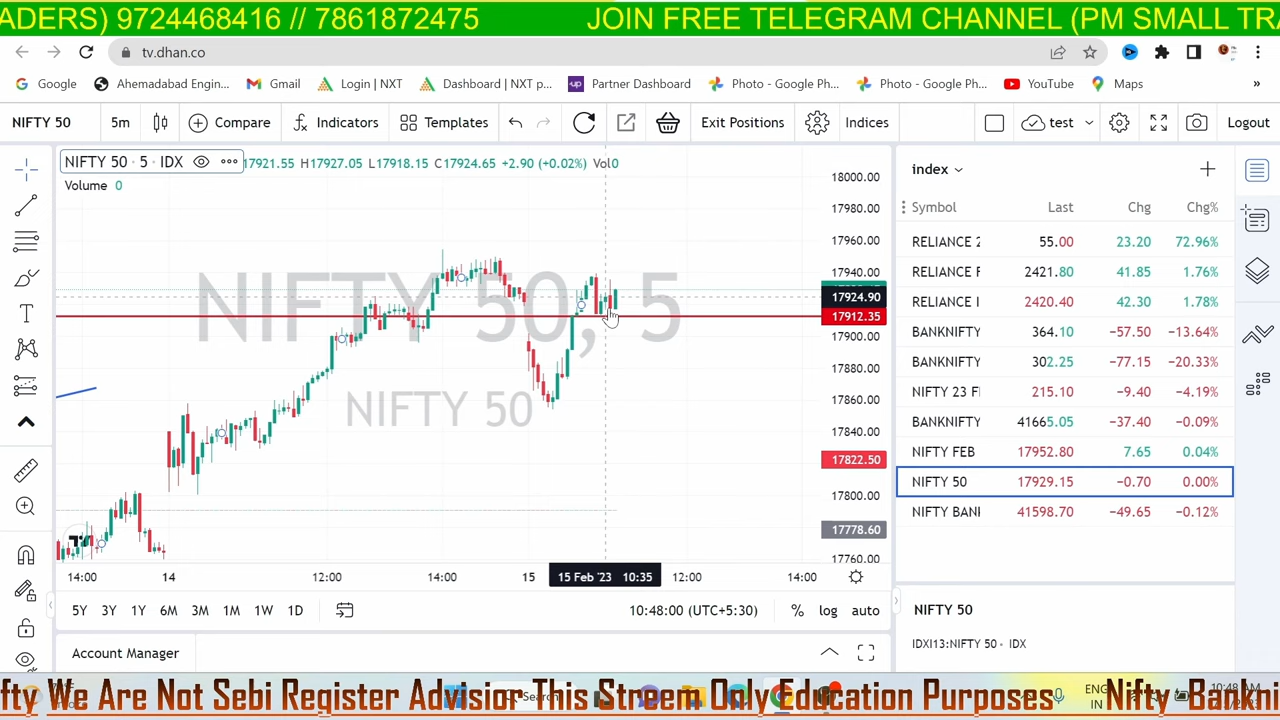 ADERS) 9724468416 // 7861872475 JOIN FREE TELEGRAM CHANNEL (PM SMALL TR
tv.dhan.co
Google Ahemadabad Engin... Gmail Login | NXT Dashboard | NXT p... Partner Dashboard Photo - Google Ph... Photo - Google Ph... YouTube Maps »
NIFTY 50 5m Compare Indicators Templates Exit Positions Indices test Logout
NIFTY 50 · 5 · IDX 17921.55 H17927.05 L17918.15 C17924.65 +2.90 (+0.02%) Vol0
Volume 0
NIFTY 50, 5
NIFTY 50
18000.00
17980.00
17960.00
17940.00
17924.90
17912.35
17900.00
17880.00
17860.00
17840.00
17822.50
17800.00
17778.60
17760.00
14:00 14 12:00 14:00 15 15 Feb '23 10:35 12:00 14:00
5Y 3Y 1Y 6M 3M 1M 1W 1D 10:48:00 (UTC+5:30) % log auto
Account Manager
index
Symbol Last Chg Chg%
RELIANCE 2 55.00 23.20 72.96%
RELIANCE F 2421.80 41.85 1.76%
RELIANCE I 2420.40 42.30 1.78%
BANKNIFTY 364.10 −57.50 −13.64%
BANKNIFTY 302.25 −77.15 −20.33%
NIFTY 23 F 215.10 −9.40 −4.19%
BANKNIFTY 41665.05 −37.40 −0.09%
NIFTY FEB 17952.80 7.65 0.04%
NIFTY 50 17929.15 −0.70 0.00%
NIFTY BANI 41598.70 −49.65 −0.12%
NIFTY 50
IDXI13:NIFTY 50 · IDX
fty We Are Not Sebi Register Advisior This Streem Only Education Purposes Nifty BankNi
Search
ENG
IN